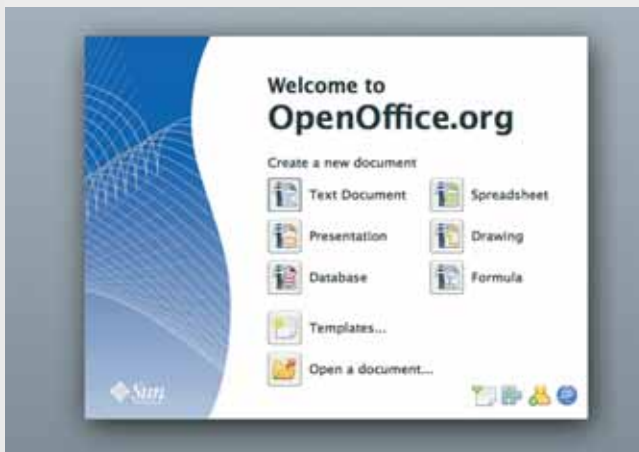 Welcome to
OpenOffice.org
Create a new document
Text Document
Spreadsheet
Presentation
Drawing
Database
Formula
Templates...
Open a document...
Sun